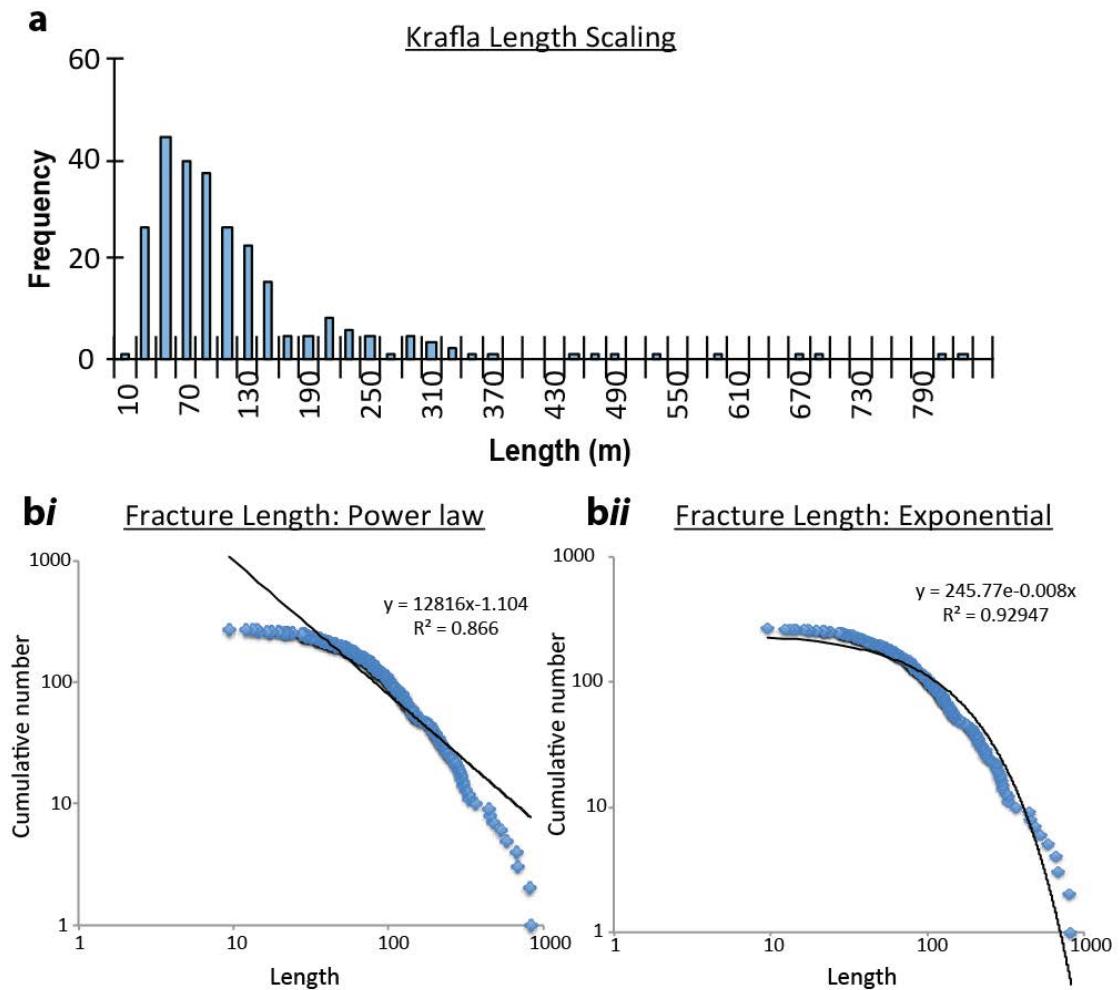 a
Krafla Length Scaling
60
40
20
0
Frequency
10 70 130 190 250 310 370 430 490 550 610 670 730 790
Length (m)
bi
Fracture Length: Power law
1000
100
10
1
Cumulative number
y = 12816x-1.104
R² = 0.866
1 10 100 1000
Length
bii
Fracture Length: Exponential
1000
100
10
1
Cumulative number
y = 245.77e-0.008x
R² = 0.92947
1 10 100 1000
Length